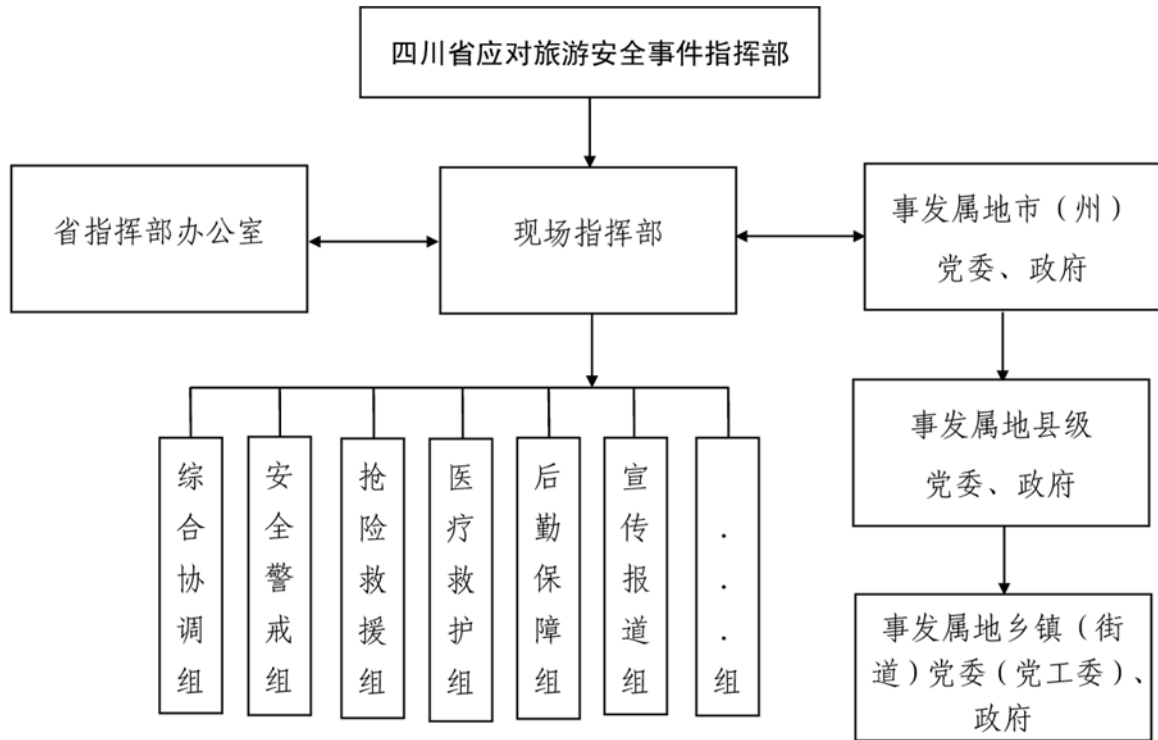 四川省应对旅游安全事件指挥部
省指挥部办公室
现场指挥部
事发属地市（州）
党委、政府
事发属地县级
党委、政府
事发属地乡镇（街
道）党委（党工委）、
政府
综合协调组
安全警戒组
抢险救援组
医疗救护组
后勤保障组
宣传报道组
...组